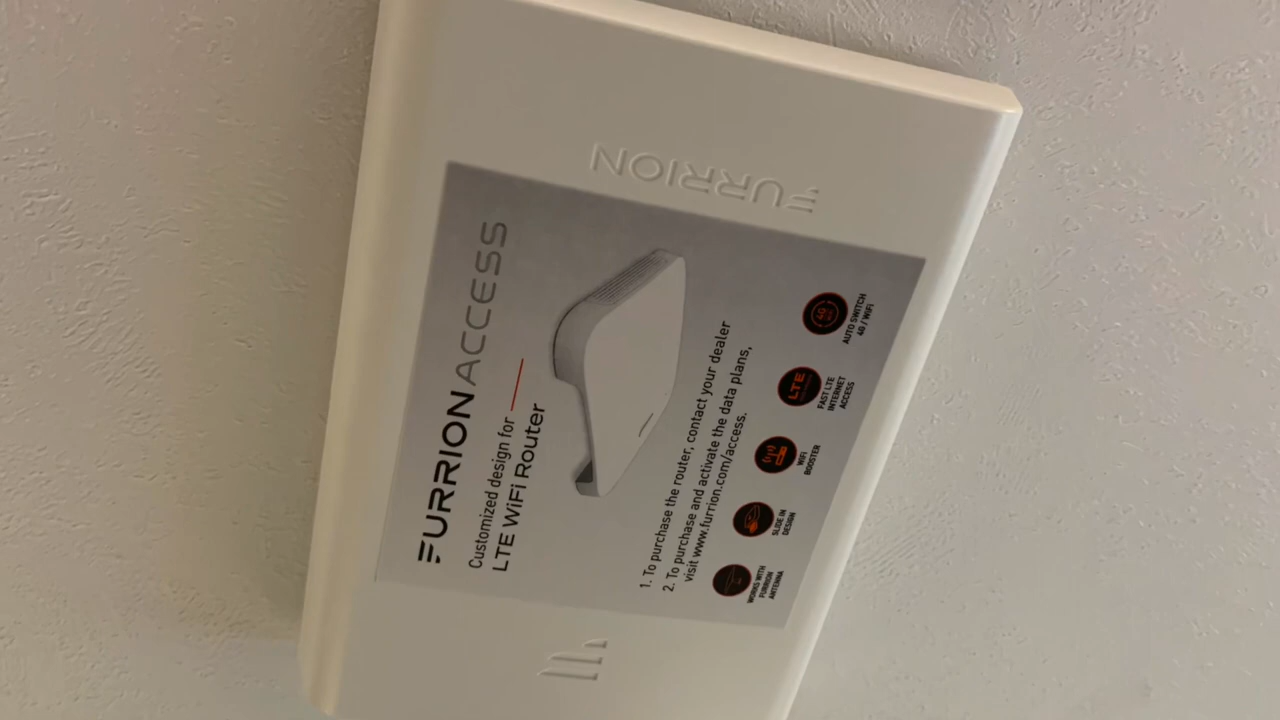 FURRION
FURRION ACCESS
Customized design for
LTE WiFi Router
1. To purchase the router, contact your dealer
2. To purchase and activate the data plans,
visit www.furrion.com/access.
WORKS WITH
FURRION
ANTENNA
SLIDE IN
DESIGN
WiFi
BOOSTER
LTE
FAST LTE
INTERNET
ACCESS
4G
AUTO SWITCH
4G / WiFi